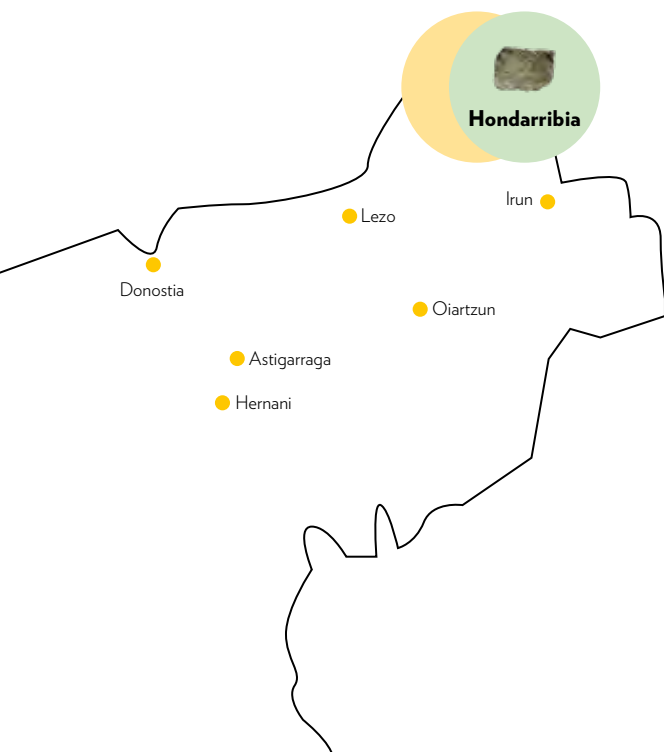 Hondarribia
Irun
Lezo
Donostia
Oiartzun
Astigarraga
Hernani